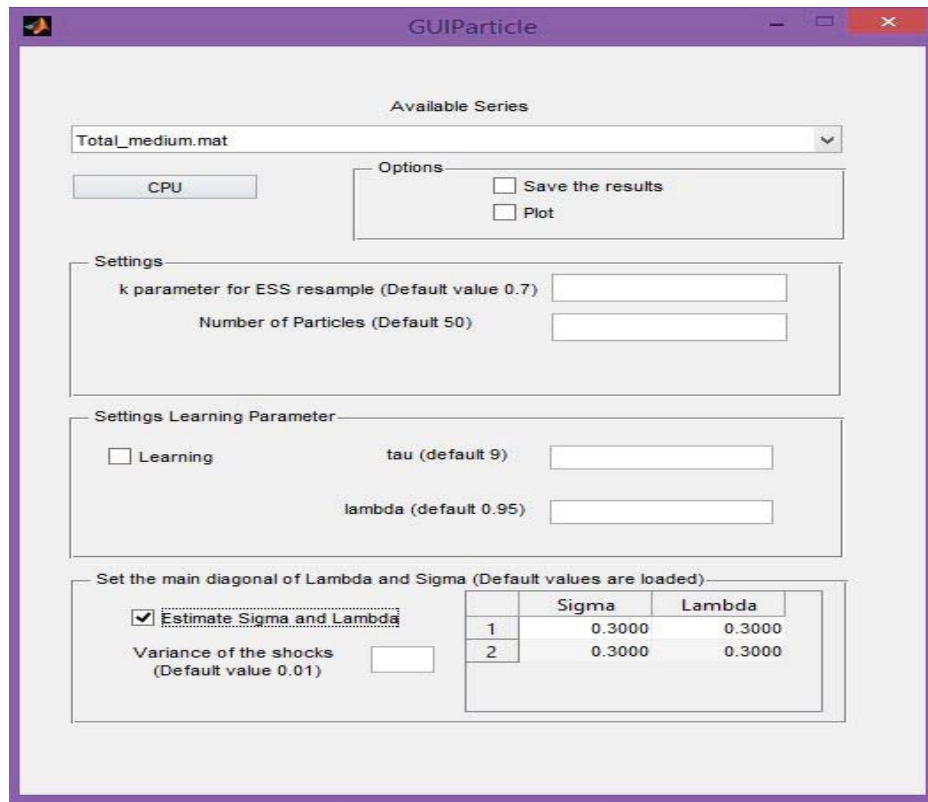 GUIParticle
Available Series
Total_medium.mat
CPU
Options
Save the results
Plot
Settings
k parameter for ESS resample (Default value 0.7)
Number of Particles (Default 50)
Settings Learning Parameter
Learning
tau (default 9)
lambda (default 0.95)
Set the main diagonal of Lambda and Sigma (Default values are loaded)
Estimate Sigma and Lambda
Variance of the shocks
(Default value 0.01)
Sigma Lambda
1 0.3000 0.3000
2 0.3000 0.3000